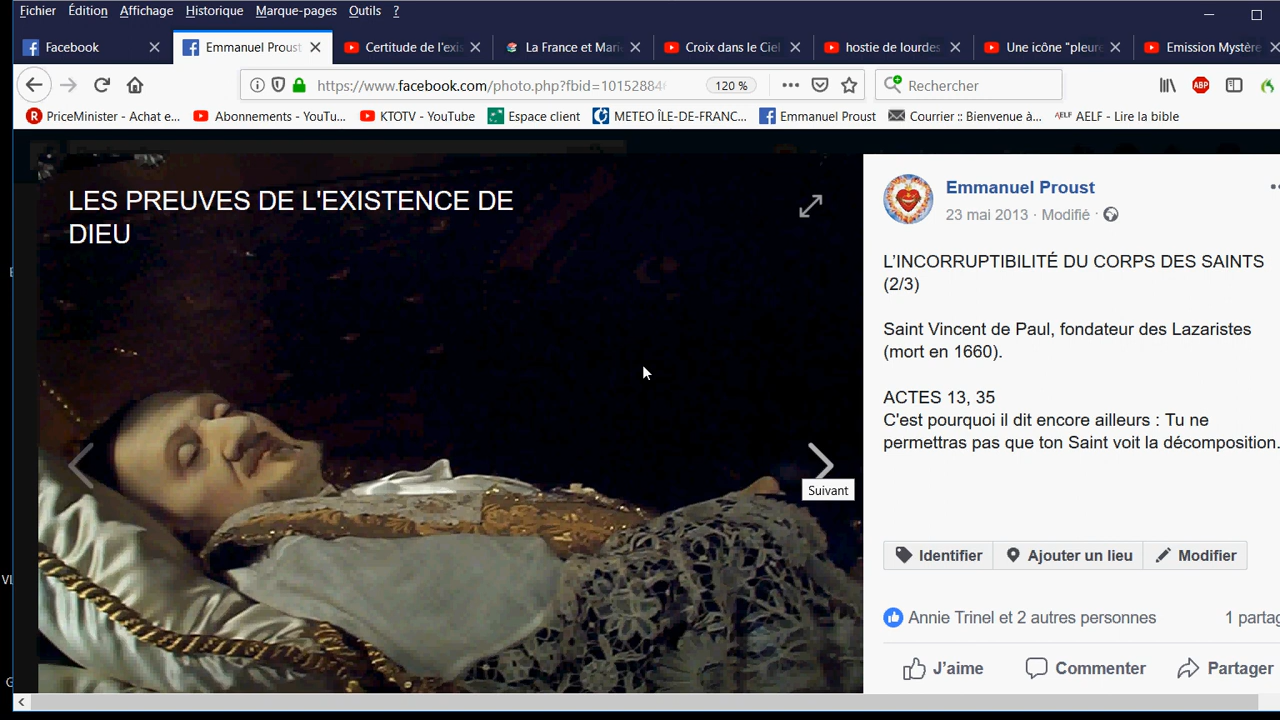 Fichier Édition Affichage Historique Marque-pages Outils ?
Facebook
Emmanuel Proust
Certitude de l'exis
La France et Marie
Croix dans le Ciel
hostie de lourdes
Une icône "pleure
Emission Mystère
https://www.facebook.com/photo.php?fbid=10152884
120 %
Rechercher
ABP
PriceMinister - Achat e...
Abonnements - YouTu...
KTOTV - YouTube
Espace client
METEO ÎLE-DE-FRANC...
Emmanuel Proust
Courrier :: Bienvenue à...
AELF
AELF - Lire la bible
LES PREUVES DE L'EXISTENCE DE
DIEU
Suivant
Emmanuel Proust
23 mai 2013 · Modifié ·
L'INCORRUPTIBILITÉ DU CORPS DES SAINTS
(2/3)
Saint Vincent de Paul, fondateur des Lazaristes
(mort en 1660).
ACTES 13, 35
C'est pourquoi il dit encore ailleurs : Tu ne
permettras pas que ton Saint voit la décomposition.
Identifier
Ajouter un lieu
Modifier
Annie Trinel et 2 autres personnes
1 partag
J'aime
Commenter
Partager